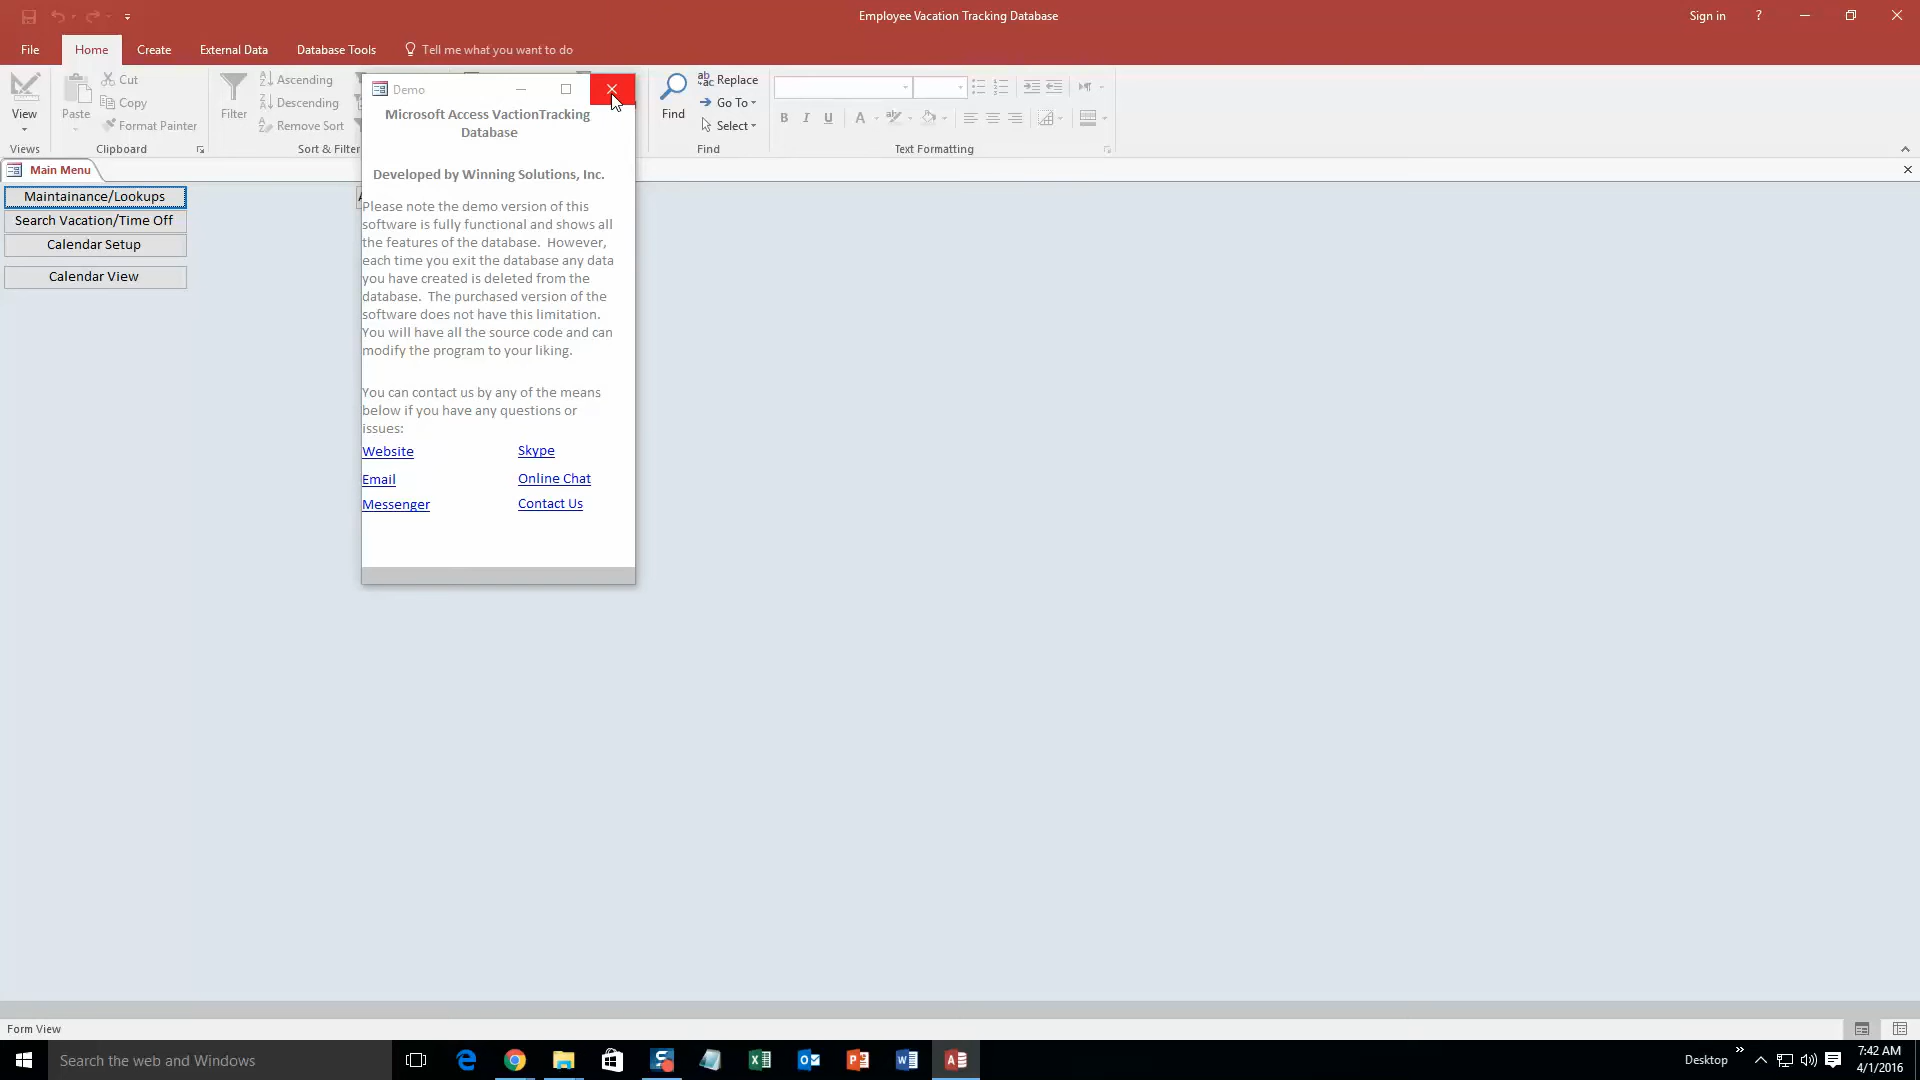 Employee Vacation Tracking Database
Sign in
?
File
Home
Create
External Data
Database Tools
Tell me what you want to do
View
Views
Paste
Cut
Copy
Format Painter
Clipboard
Filter
Ascending
Descending
Remove Sort
Sort & Filter
Find
Replace
Go To
Select
Find
B I U
A
Text Formatting
Main Menu
Maintainance/Lookups
Search Vacation/Time Off
Calendar Setup
Calendar View
Demo
Microsoft Access VactionTracking
Database
Developed by Winning Solutions, Inc.
Please note the demo version of this
software is fully functional and shows all
the features of the database.  However,
each time you exit the database any data
you have created is deleted from the
database.  The purchased version of the
software does not have this limitation.
You will have all the source code and can
modify the program to your liking.
You can contact us by any of the means
below if you have any questions or
issues:
Website
Skype
Email
Online Chat
Messenger
Contact Us
Form View
Search the web and Windows
Desktop
7:42 AM
4/1/2016